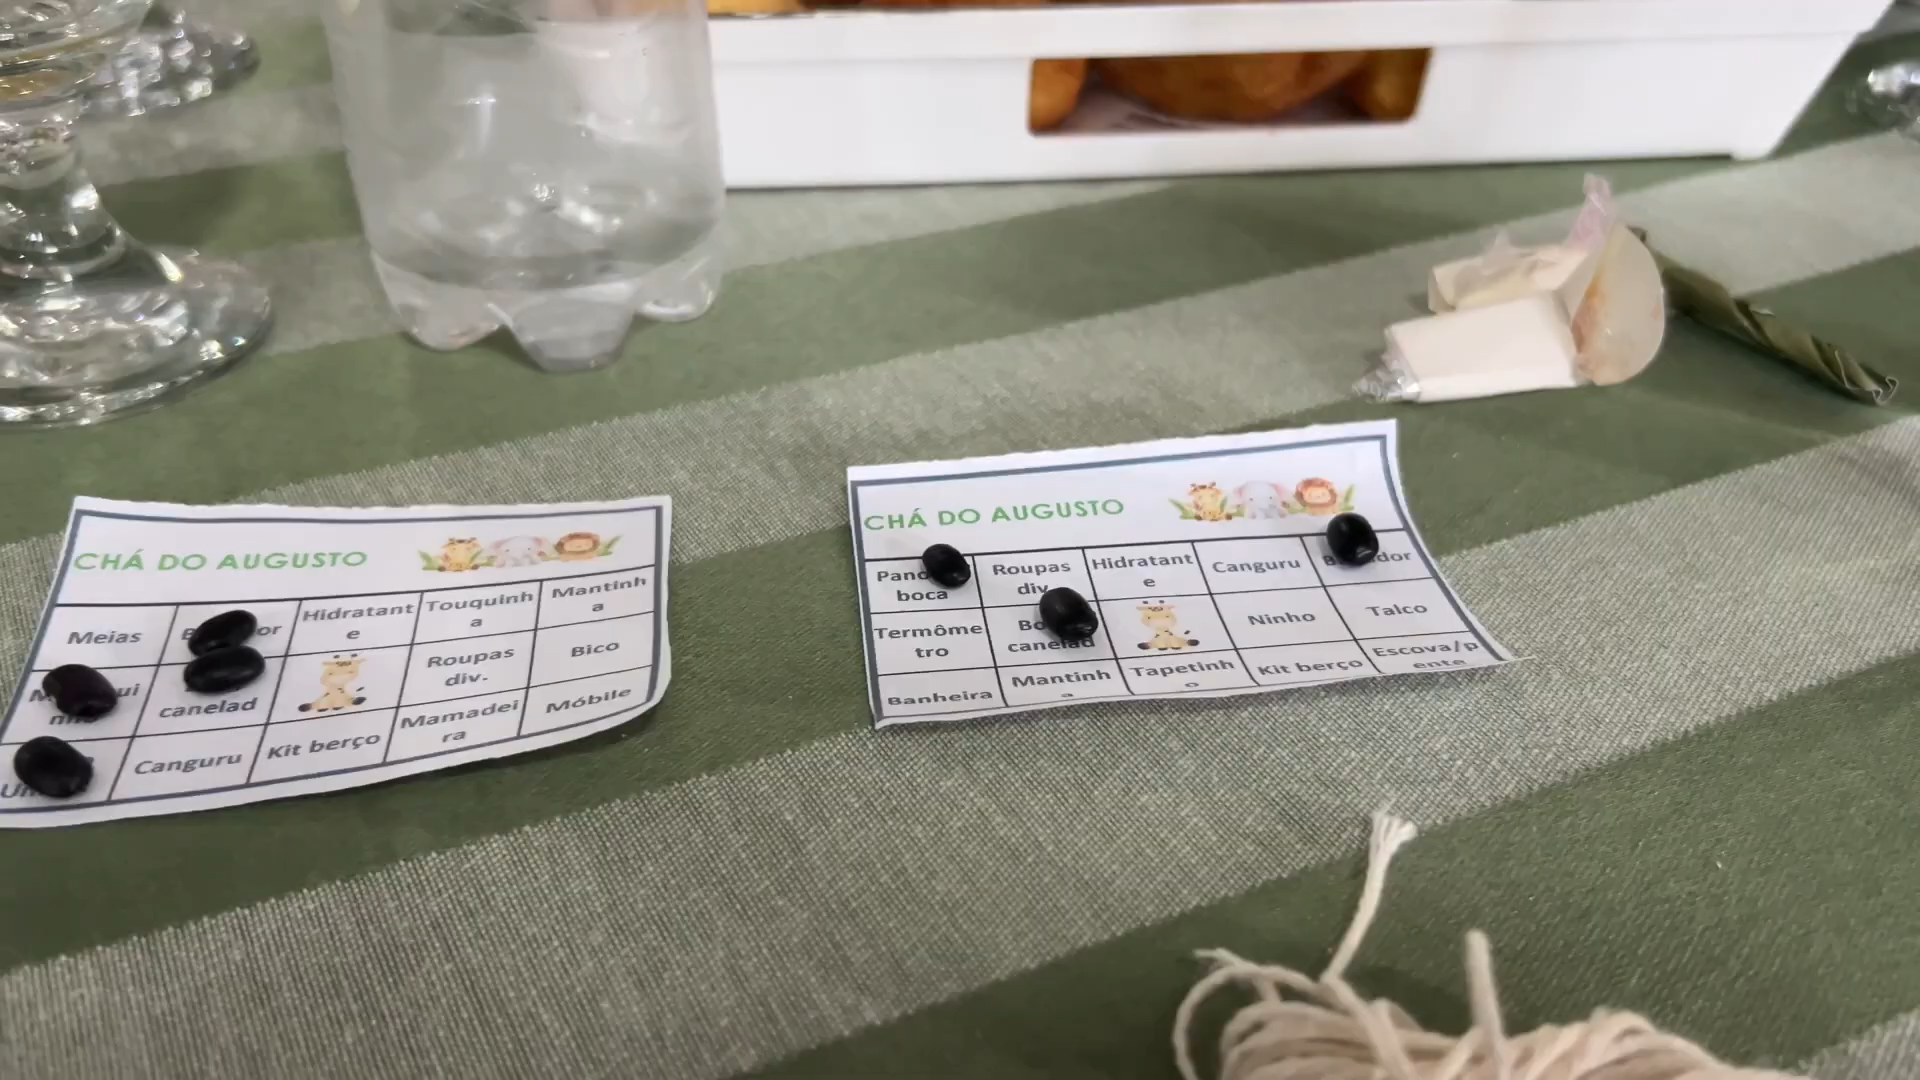 CHÁ DO AUGUSTO
Meias
Hidratant
e
Touquinh
a
Mantinh
a
canelad
Roupas
div.
Bico
Canguru
Kit berço
Mamadei
ra
Móbile
CHÁ DO AUGUSTO
boca
Roupas
div.
Hidratant
e
Canguru
Termôme
tro
canelad
Ninho
Talco
Banheira
Mantinh
a
Tapetinh
o
Kit berço
Escova/p
ente